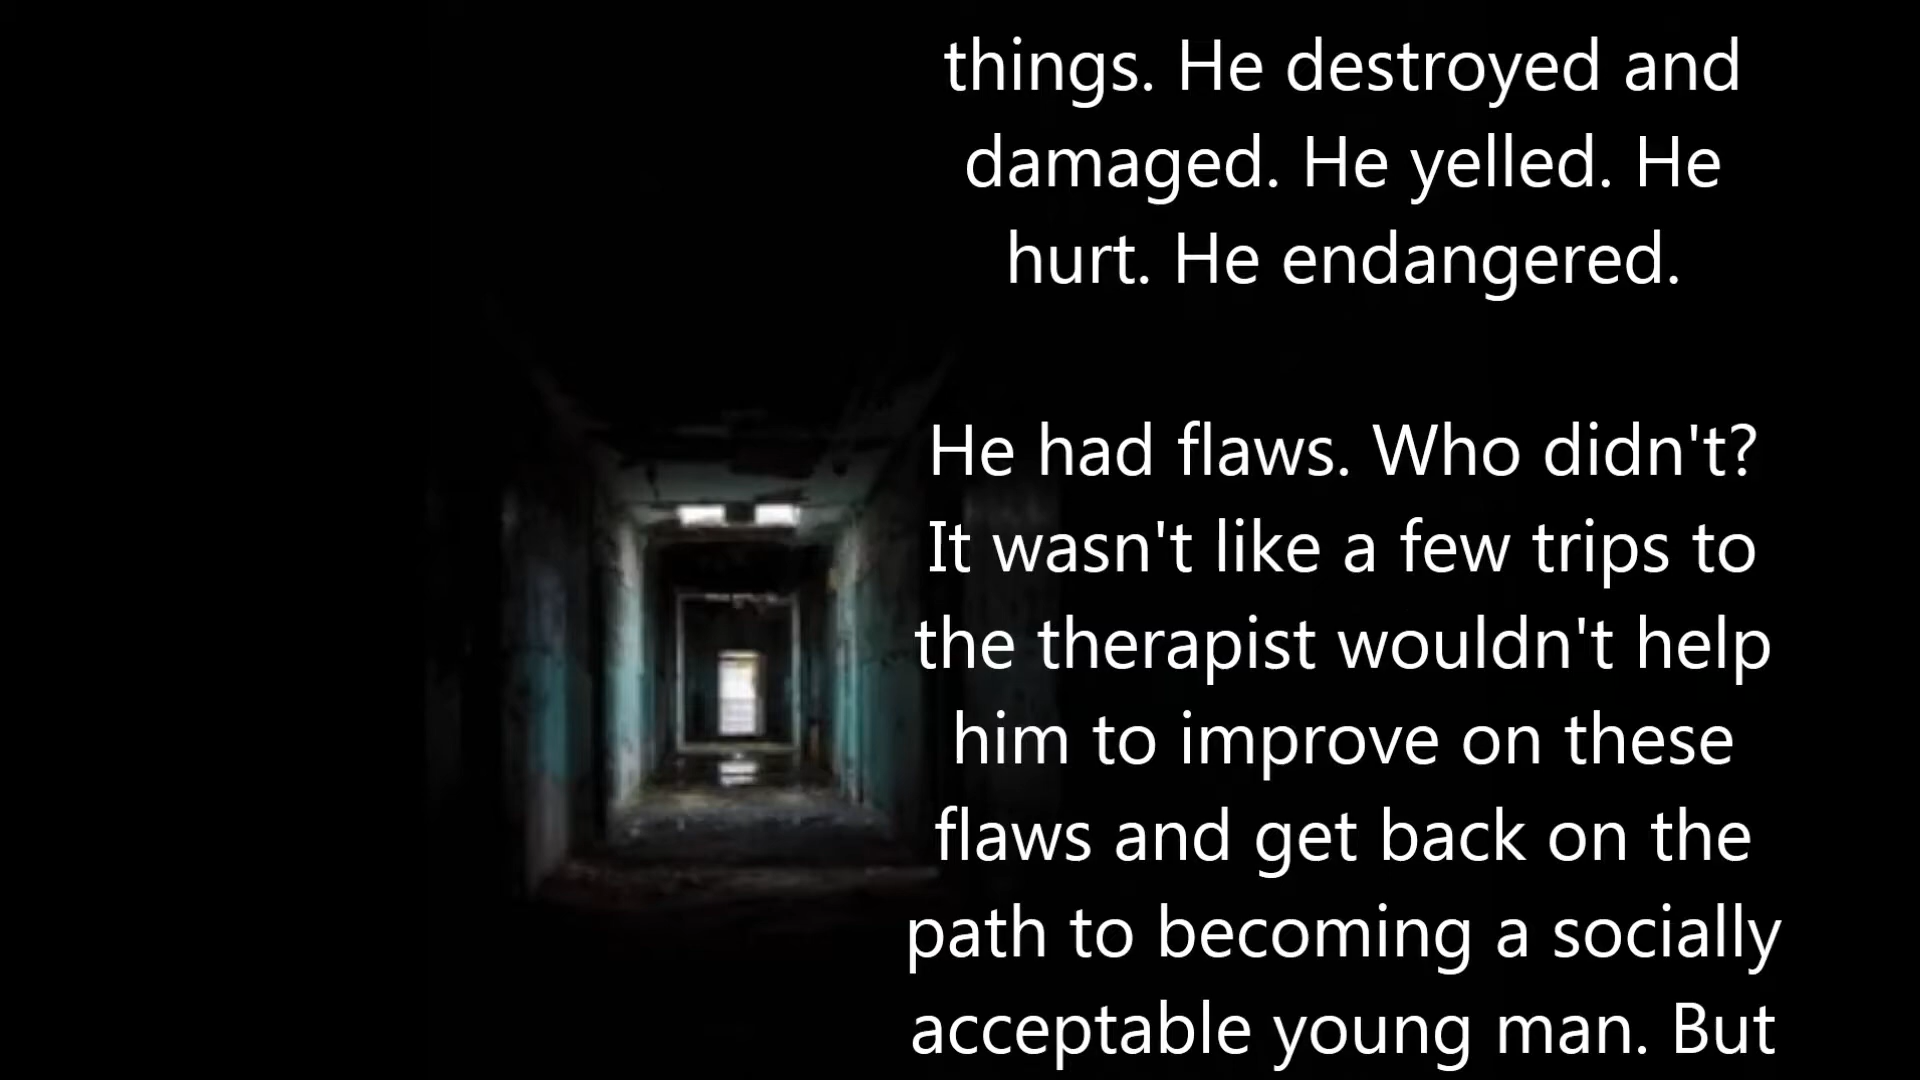 things. He destroyed and
damaged. He yelled. He
hurt. He endangered.
He had flaws. Who didn't?
It wasn't like a few trips to
the therapist wouldn't help
him to improve on these
flaws and get back on the
path to becoming a socially
acceptable young man. But